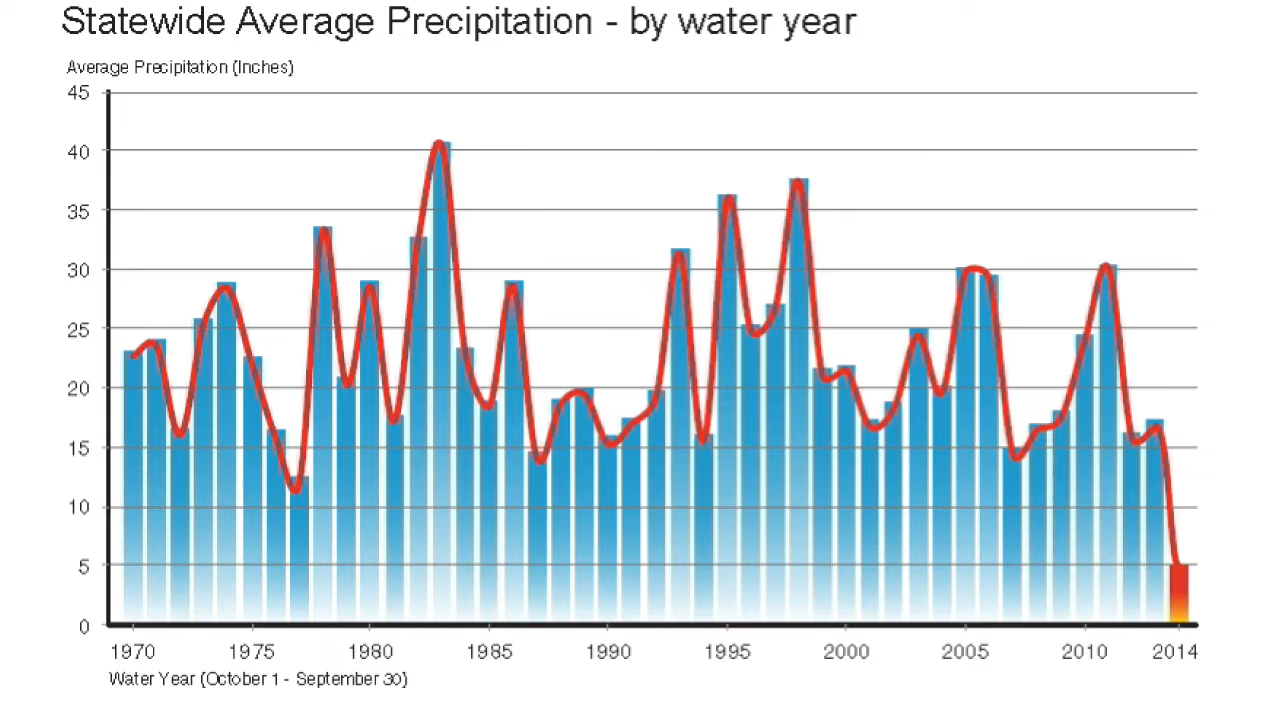 Statewide Average Precipitation - by water year
Average Precipitation (Inches)
45
40
35
30
25
20
15
10
5
0
1970 1975 1980 1985 1990 1995 2000 2005 2010 2014
Water Year (October 1 - September 30)